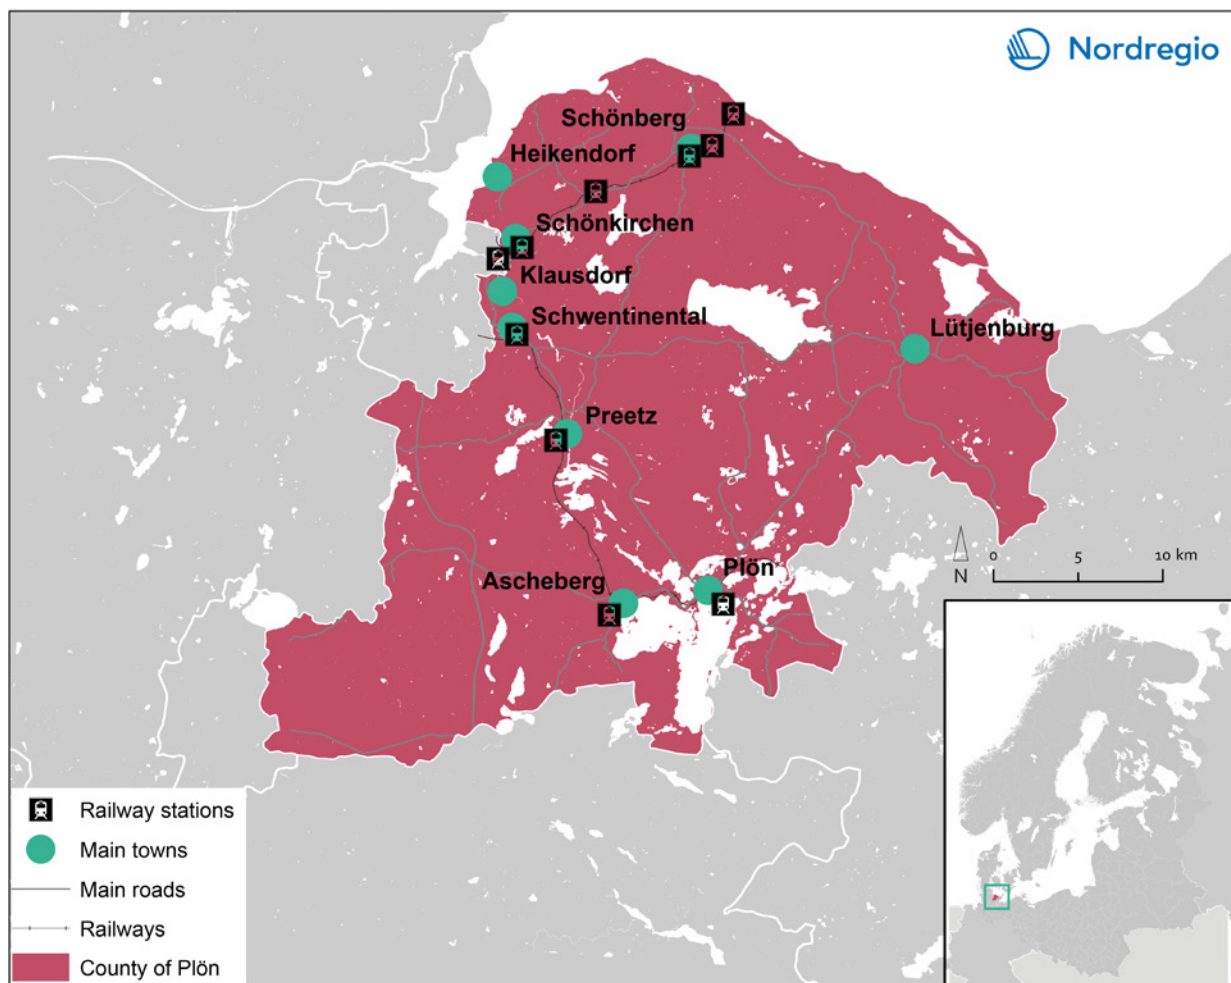 Nordregio
Schönberg
Heikendorf
Schönkirchen
Klausdorf
Schwentinental
Lütjenburg
Preetz
Plön
Ascheberg
N
0 5 10 km
Railway stations
Main towns
Main roads
Railways
County of Plön